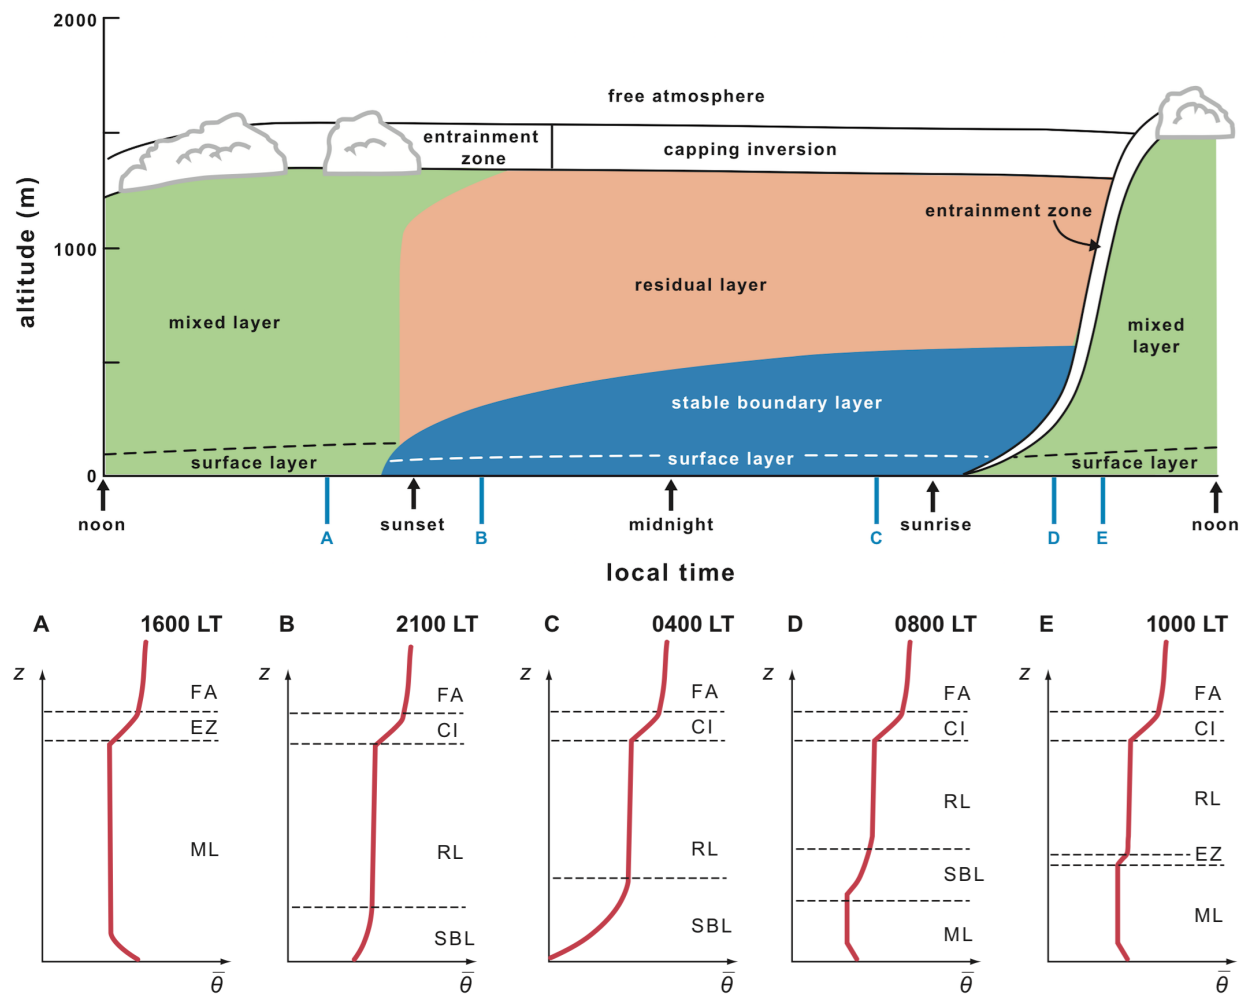 2000
free atmosphere
entrainment
zone
capping inversion
altitude (m)
entrainment zone
1000
residual layer
mixed layer
mixed
layer
stable boundary layer
surface layer
surface layer
surface layer
0
noon
sunset
midnight
sunrise
noon
A
B
C
D
E
local time
A
1600 LT
z
FA
EZ
ML
θ̅
B
2100 LT
z
FA
CI
RL
SBL
θ̅
C
0400 LT
z
FA
CI
RL
SBL
θ̅
D
0800 LT
z
FA
CI
RL
SBL
ML
θ̅
E
1000 LT
z
FA
CI
RL
EZ
ML
θ̅